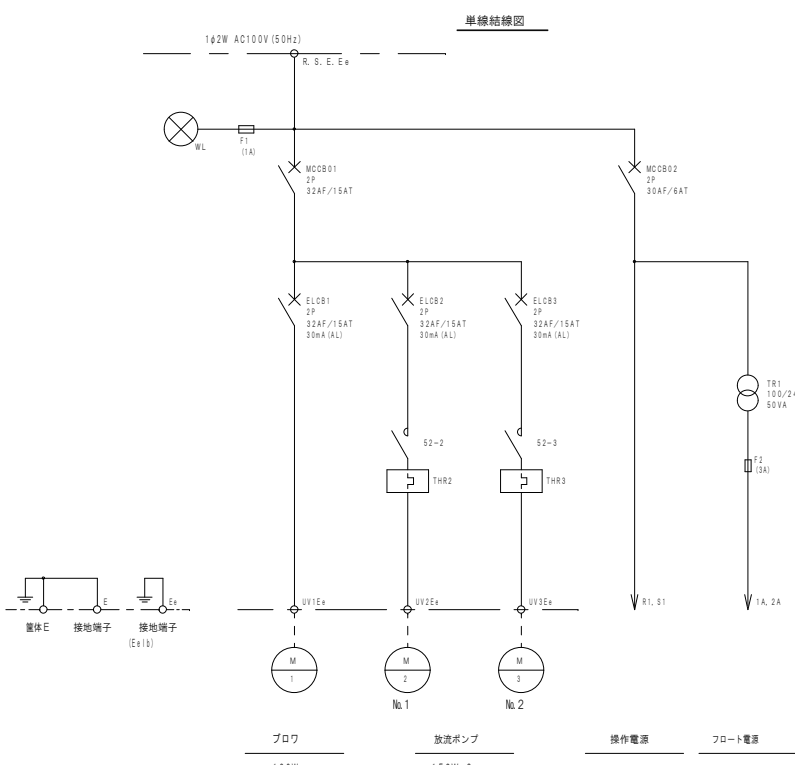 単線結線図
1φ2W AC100V(50Hz)
R.S.E.Ee
WL
F1
(1A)
MCCB01
2P
32AF/15AT
MCCB02
2P
30AF/6AT
ELCB1
2P
32AF/15AT
30mA(AL)
ELCB2
2P
32AF/15AT
30mA(AL)
ELCB3
2P
32AF/15AT
30mA(AL)
TR1
50VA
52-2
52-3
F2
(3A)
THR2
THR3
E
Ee
UV1Ee
UV2Ee
UV3Ee
R1,S1
1A,2A
筐体E
接地端子
接地端子
(Eelb)
M
1
M
2
M
3
No.1
No.2
ブロワ
放流ポンプ
操作電源
フロート電源